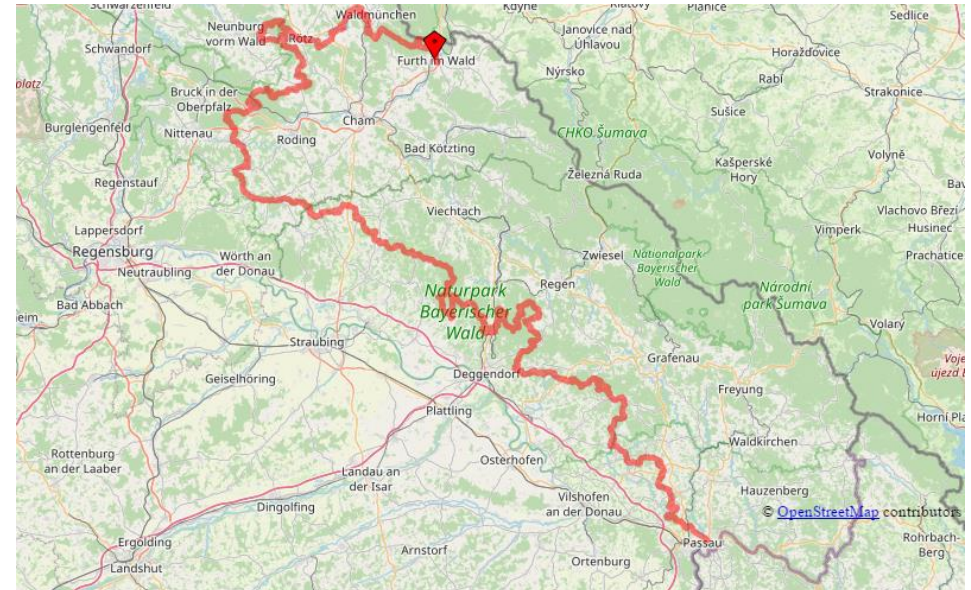 Waldmünchen
Kdyně
Planice
Sedlice
Neunburg
vorm Wald
Rötz
Janovice nad
Úhlavou
Schwandorf
Furth im Wald
Horažďovice
Nýrsko
Rabí
Strakonice
platz
Bruck in der
Oberpfalz
Sušice
Burglengenfeld
Nittenau
Cham
Roding
CHKO Šumava
Bad Kötzting
Volyně
Kašperské
Hory
Železná Ruda
Regenstauf
Viechtach
Vlachovo Březí
Lappersdorf
Vimperk
Husinec
Regensburg
Wörth an
der Donau
Zwiesel
Nationalpark
Bayerischer
Wald
Prachatice
Neutraubling
Regen
Naturpark
Bayerischer
Wald
Národní
park Šumava
Bad Abbach
Volary
Straubing
Grafenau
Geiselhöring
Deggendorf
Freyung
Plattling
Horní Pla
Waldkirchen
Rottenburg
an der Laaber
Osterhofen
Landau an
der Isar
Hauzenberg
Dingolfing
Vilshofen
an der Donau
© OpenStreetMap contributors
Ergolding
Passau
Rohrbach-
Berg
Arnstorf
Landshut
Ortenburg